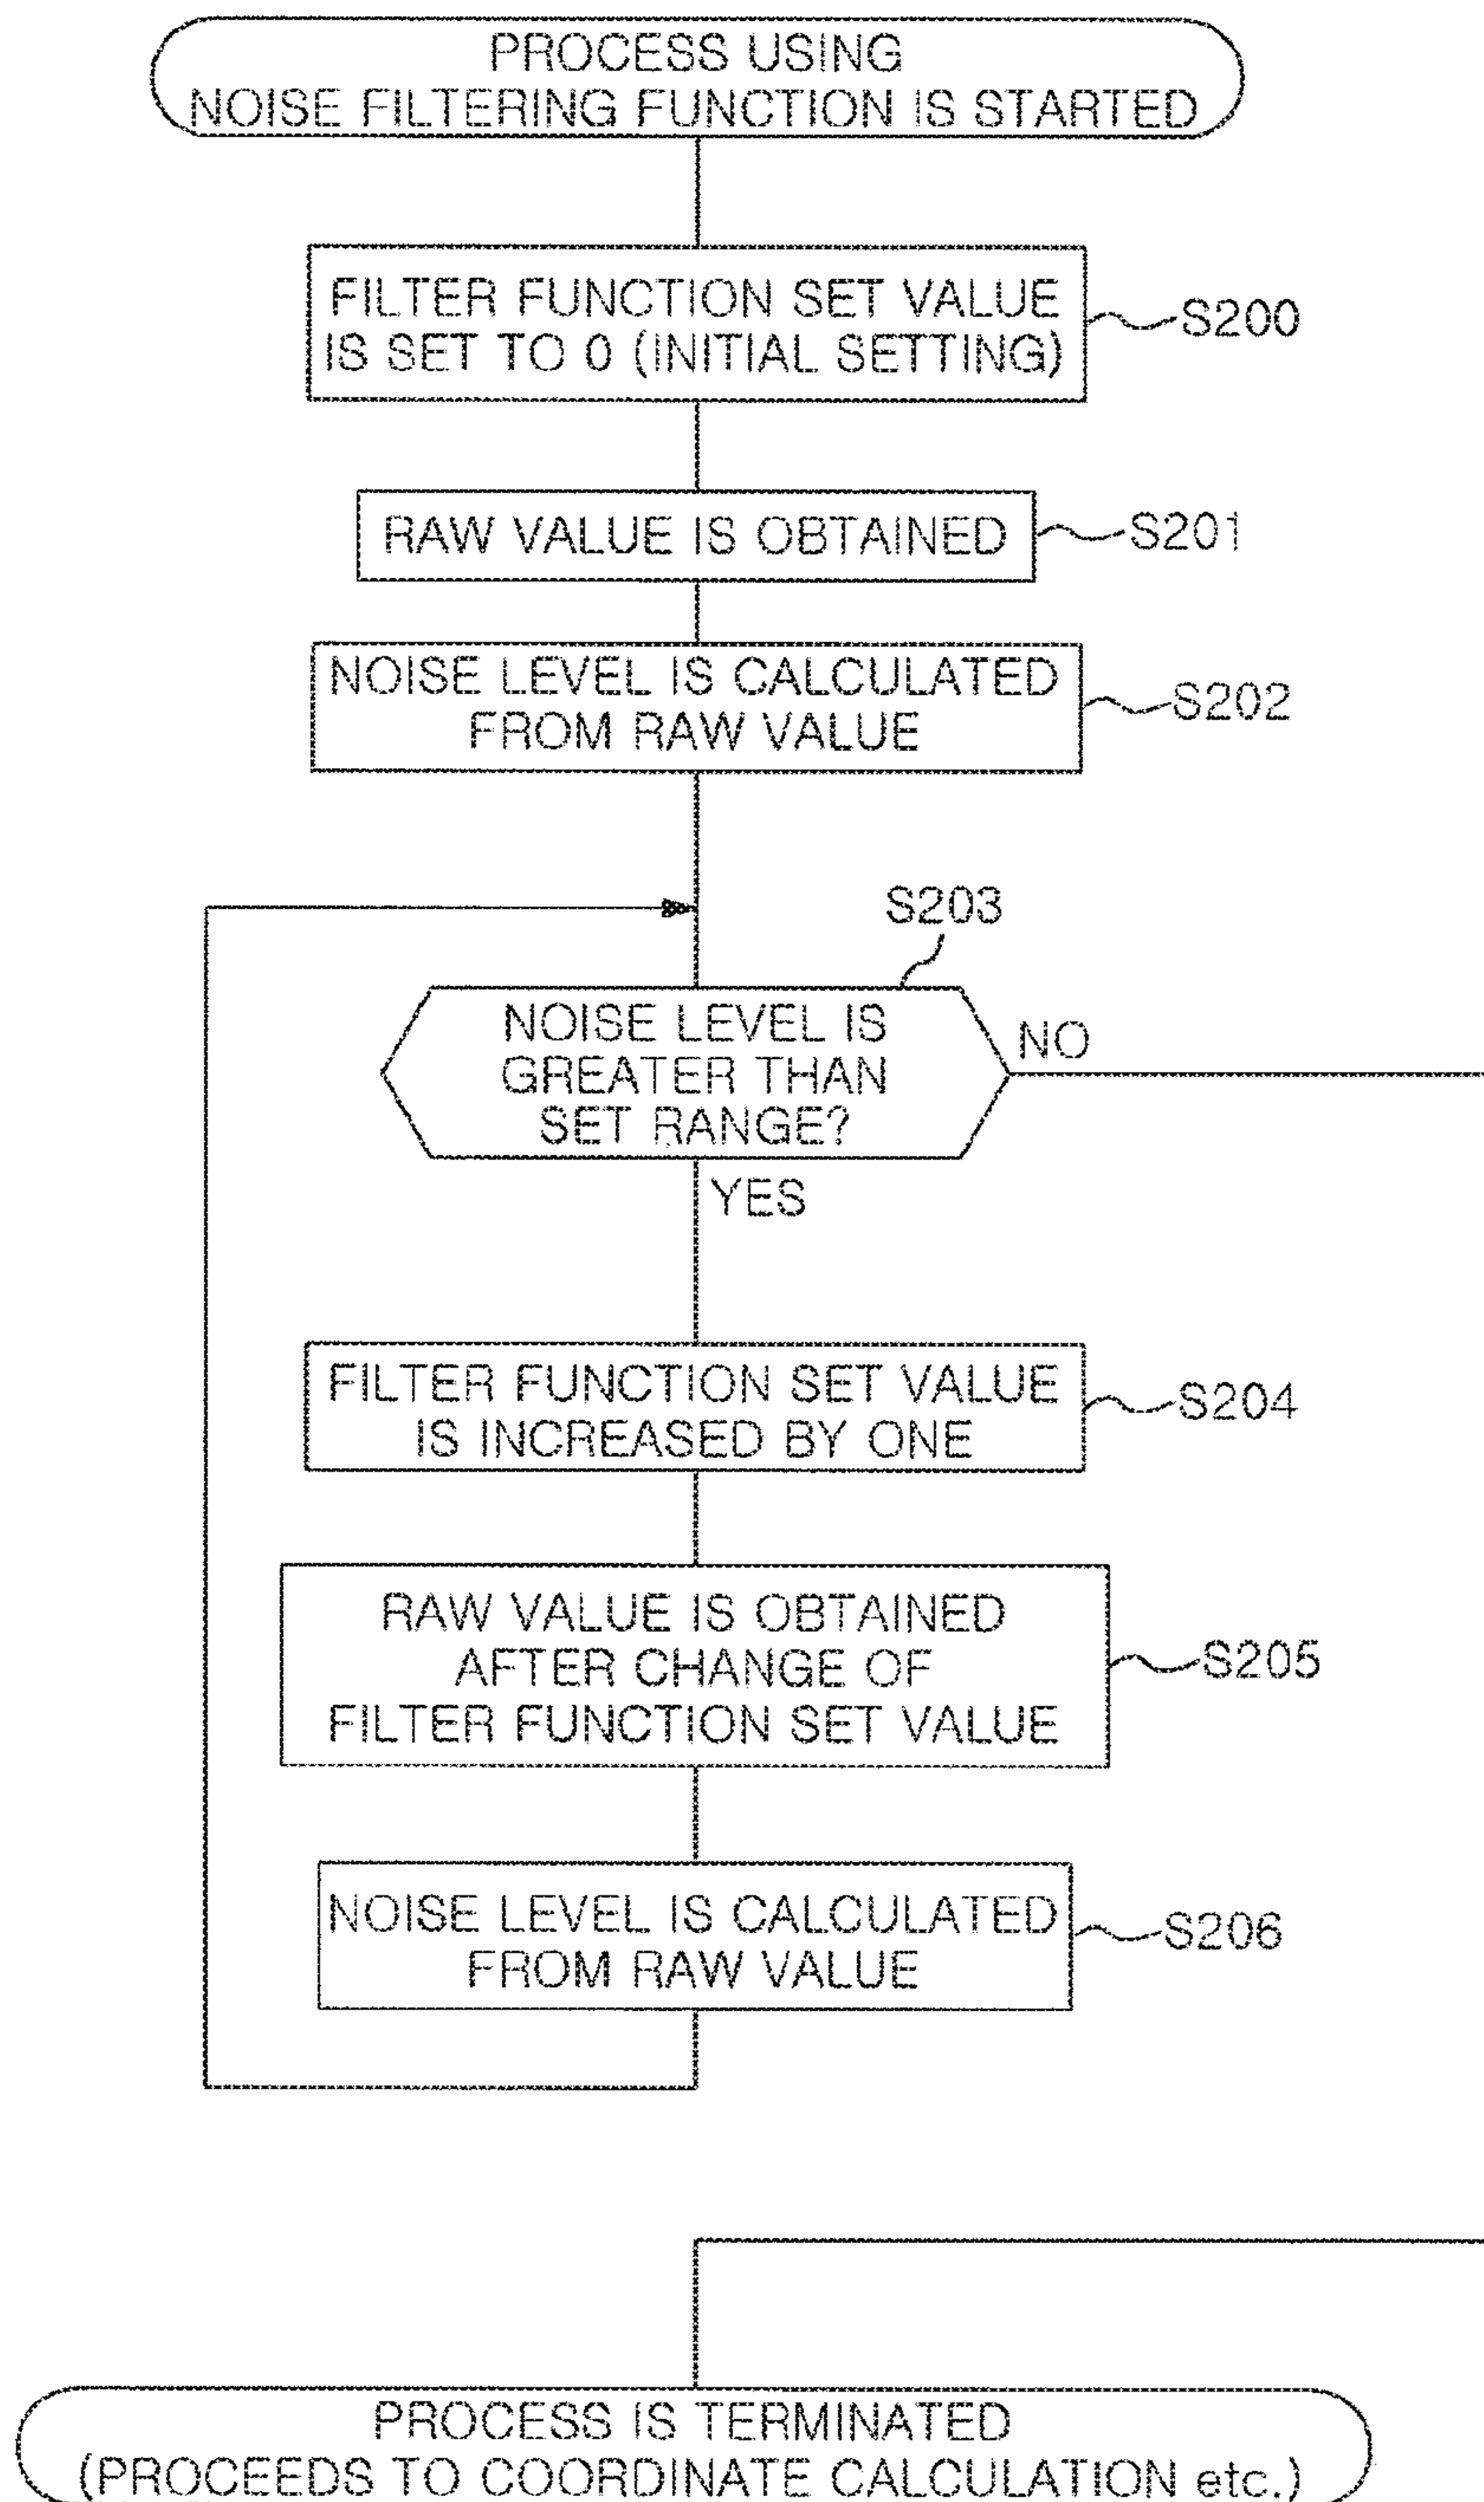 PROCESS USING
NOISE FILTERING FUNCTION IS STARTED
FILTER FUNCTION SET VALUE
IS SET TO 0 (INITIAL SETTING)
S200
RAW VALUE IS OBTAINED
S201
NOISE LEVEL IS CALCULATED
FROM RAW VALUE
S202
S203
NOISE LEVEL IS
GREATER THAN
SET RANGE?
NO
YES
FILTER FUNCTION SET VALUE
IS INCREASED BY ONE
S204
RAW VALUE IS OBTAINED
AFTER CHANGE OF
FILTER FUNCTION SET VALUE
S205
NOISE LEVEL IS CALCULATED
FROM RAW VALUE
S206
PROCESS IS TERMINATED
(PROCEEDS TO COORDINATE CALCULATION etc.)